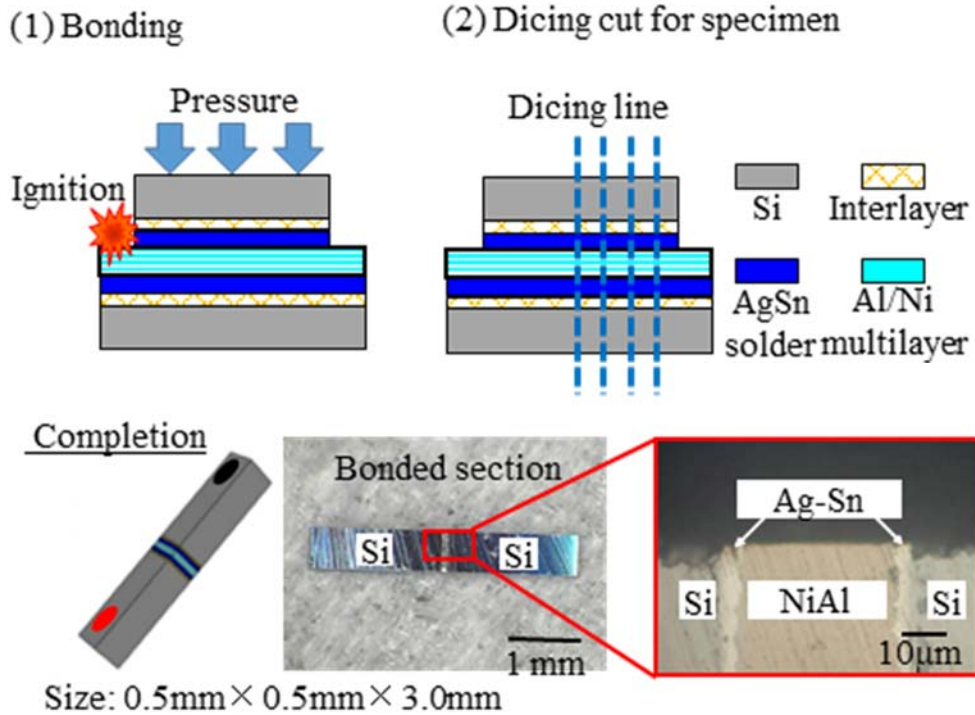 (1) Bonding
(2) Dicing cut for specimen
Pressure
Ignition
Dicing line
Si
Interlayer
AgSn
solder
Al/Ni
multilayer
Completion
Bonded section
Si
Si
1 mm
Ag-Sn
Si
NiAl
Si
10μm
Size: 0.5mm × 0.5mm × 3.0mm